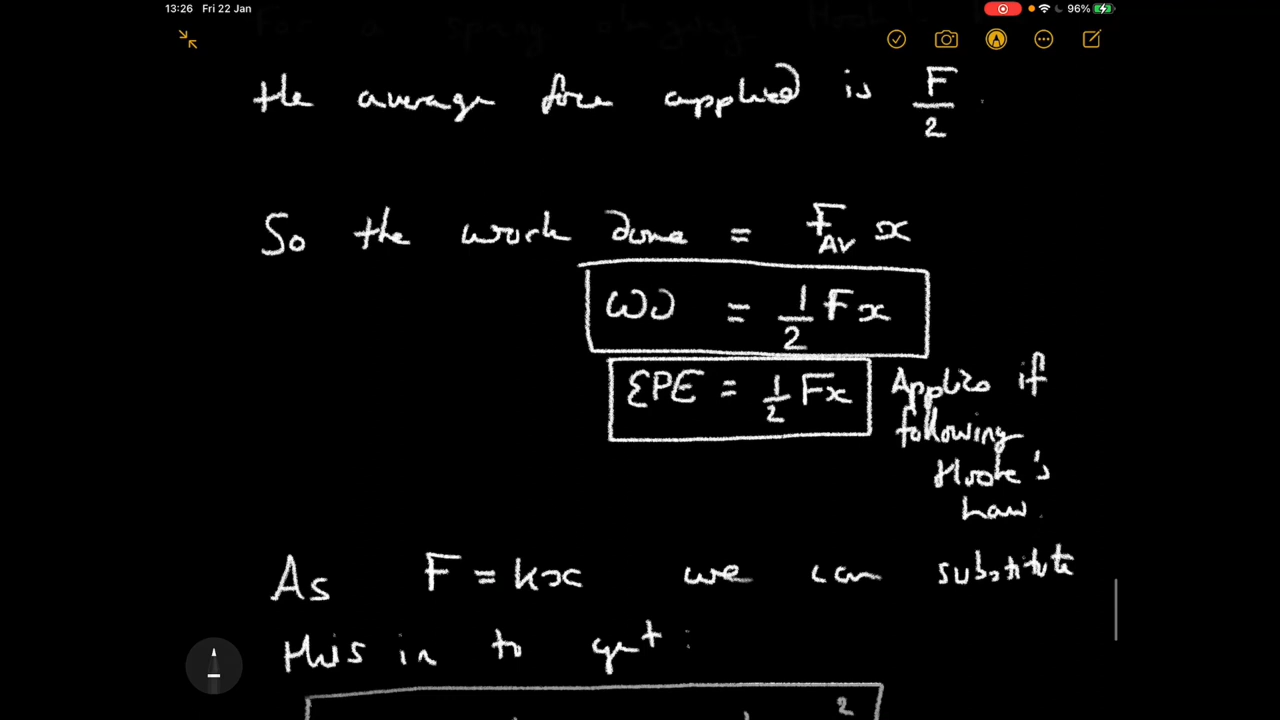 13:26 Fri 22 Jan 96%
the average force applied is F/2.
So the work done = F_AV x
WD = 1/2 Fx
EPE = 1/2 Fx Applies if
following
Hooke's
Law.
As F = kx we can substitute
this in to get:
2